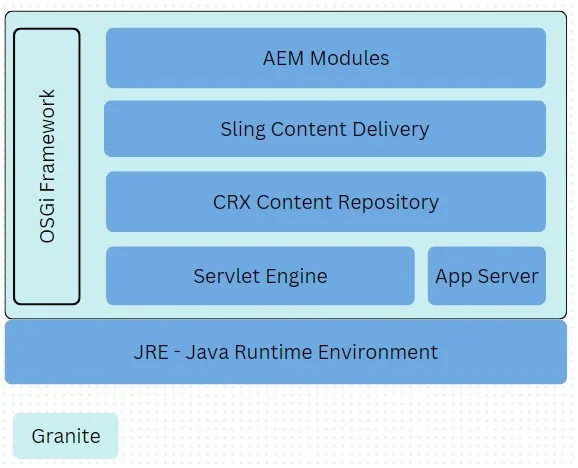 OSGi Framework
AEM Modules
Sling Content Delivery
CRX Content Repository
Servlet Engine
App Server
JRE - Java Runtime Environment
Granite